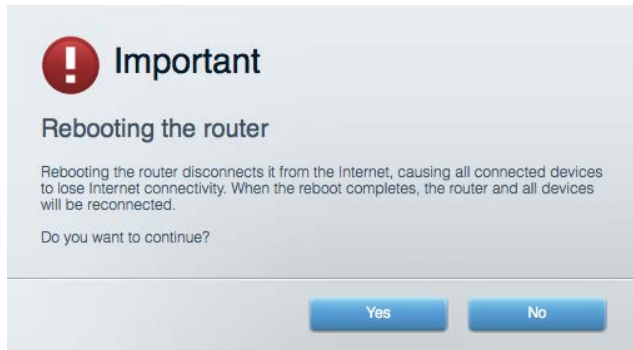 Important
Rebooting the router
Rebooting the router disconnects it from the Internet, causing all connected devices
to lose Internet connectivity. When the reboot completes, the router and all devices
will be reconnected.
Do you want to continue?
Yes
No